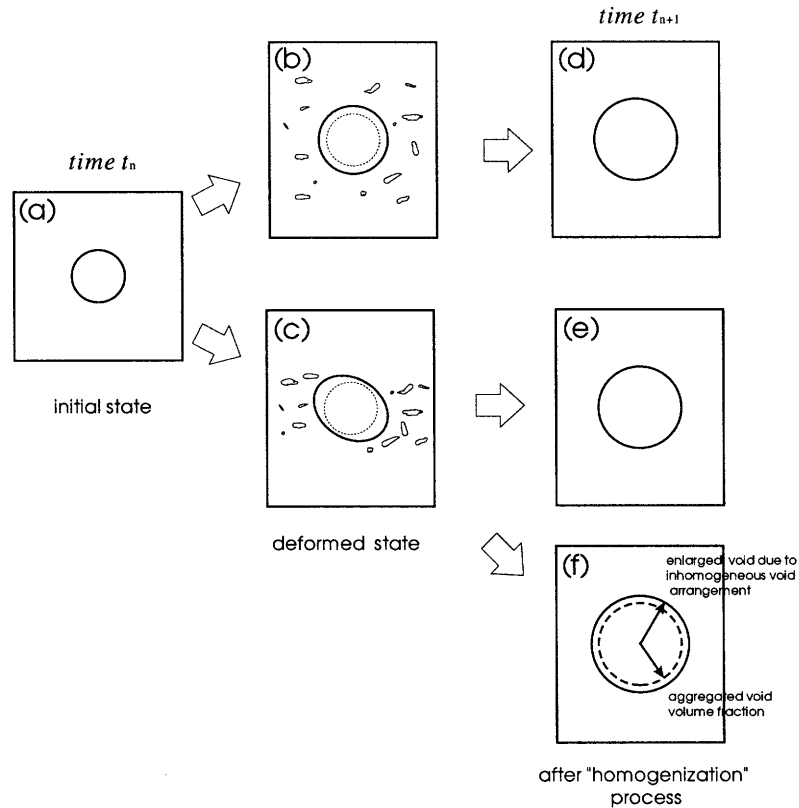 time tn+1
(b)
(d)
time tn
(a)
(c)
(e)
initial state
deformed state
(f)
enlarged void due to
inhomogeneous void
arrangement
aggregated void
volume fraction
after "homogenization"
process